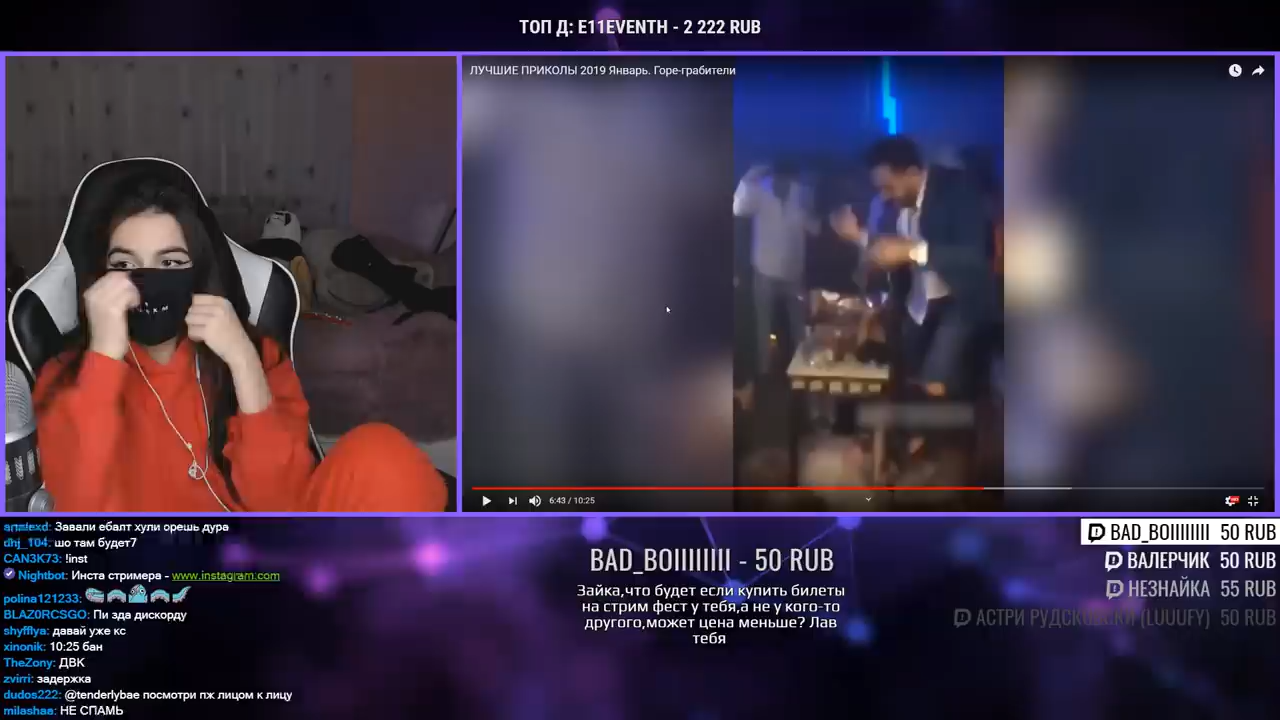 ТОП Д: E11EVENTH - 2 222 RUB
ЛУЧШИЕ ПРИКОЛЫ 2019 Январь. Горе-грабители
6:43 / 10:25
Завали ебалт хули орешь дура
dhj_104: шо там будет7
CAN3K73: !inst
Nightbot: Инста стримера - www.instagram.com
polina121233:
BLAZ0RCSGO: Пи зда дискорду
shyfflya: давай уже кс
xinonik: 10:25 бан
TheZony: ДВК
zvirri: задержка
dudos222: @tenderlybae посмотри пж лицом к лицу
milashaa: НЕ СПАМЬ
BAD_BOIIIIIIII - 50 RUB
Зайка,что будет если купить билеты
на стрим фест у тебя,а не у кого-то
другого,может цена меньше? Лав
тебя
BAD_BOIIIIIIII 50 RUB
ВАЛЕРЧИК 50 RUB
НЕЗНАЙКА 55 RUB
АСТРИ (LUUUFY) 50 RUB